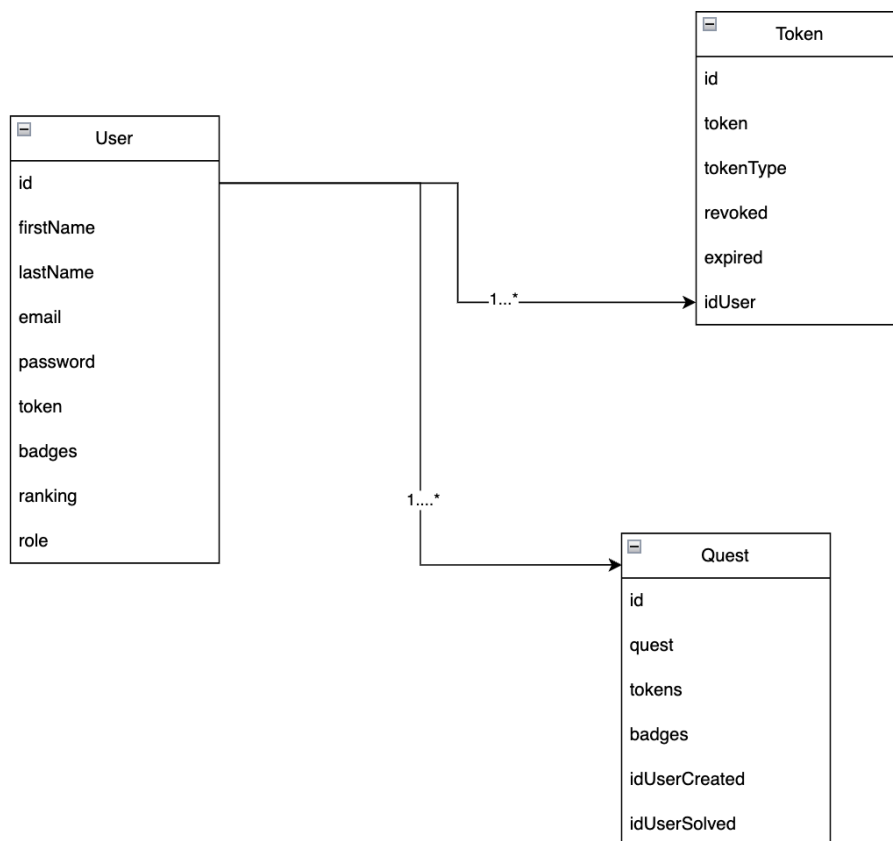 Token
id
token
tokenType
revoked
expired
idUser
User
id
firstName
lastName
email
password
token
badges
ranking
role
1...*
1....*
Quest
id
quest
tokens
badges
idUserCreated
idUserSolved